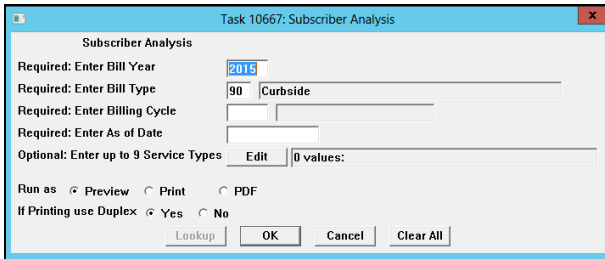 Task 10667: Subscriber Analysis
x
Subscriber Analysis
Required: Enter Bill Year 2015
Required: Enter Bill Type 90 Curbside
Required: Enter Billing Cycle
Required: Enter As of Date
Optional: Enter up to 9 Service Types Edit 0 values:
Run as Preview Print PDF
If Printing use Duplex Yes No
Lookup OK Cancel Clear All